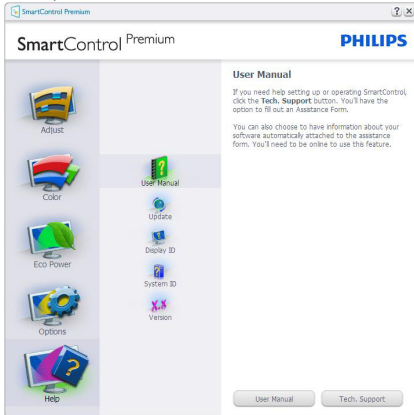 SmartControl Premium
SmartControl Premium
PHILIPS
Adjust
Color
Eco Power
Options
Help
User Manual
Update
Display ID
System ID
X.X
Version
User Manual
If you need help setting up or operating SmartControl,
click the Tech. Support button. You'll have the
option to fill out an Assistance Form.
You can also choose to have information about your
software automatically attached to the assistance
form. You'll need to be online to use this feature.
User Manual
Tech. Support